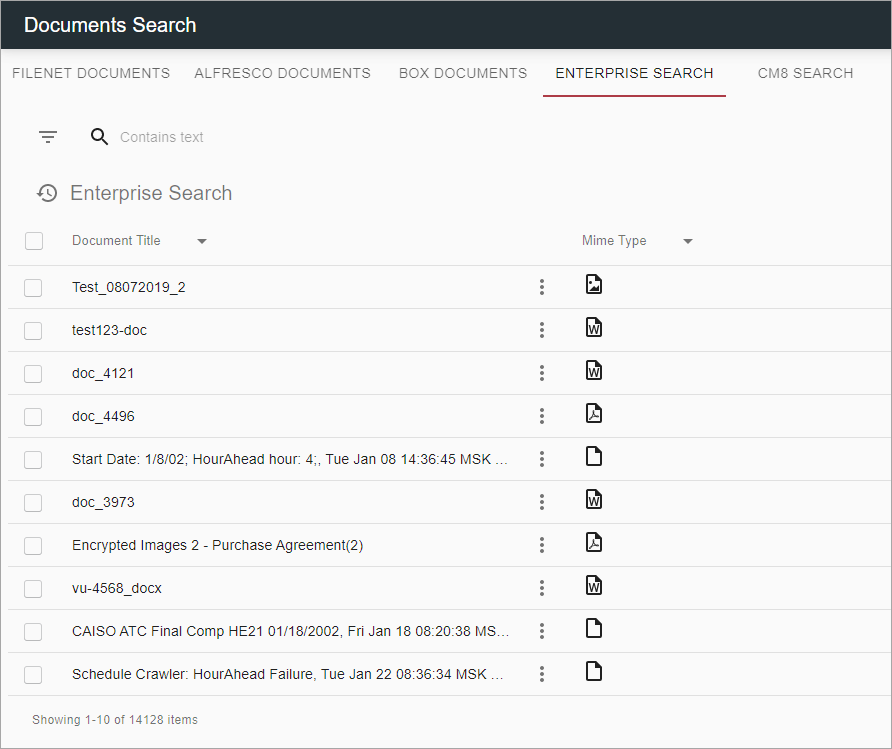 Documents Search
FILENET DOCUMENTS ALFRESCO DOCUMENTS BOX DOCUMENTS ENTERPRISE SEARCH CM8 SEARCH
Contains text
Enterprise Search
Document Title Mime Type
Test_08072019_2
test123-doc
W
doc_4121
W
doc_4496
Start Date: 1/8/02; HourAhead hour: 4;, Tue Jan 08 14:36:45 MSK ...
doc_3973
W
Encrypted Images 2 - Purchase Agreement(2)
vu-4568_docx
W
CAISO ATC Final Comp HE21 01/18/2002, Fri Jan 18 08:20:38 MS...
Schedule Crawler: HourAhead Failure, Tue Jan 22 08:36:34 MSK ...
Showing 1-10 of 14128 items